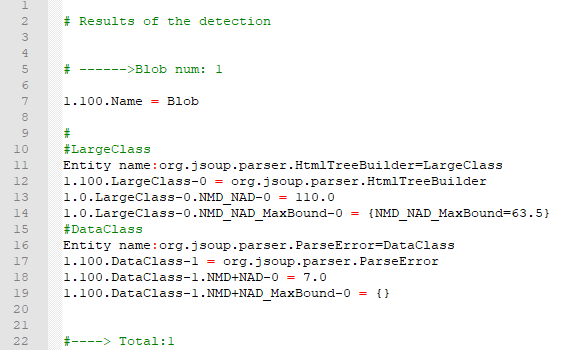 1
2 # Results of the detection
3
4
5 # ------>Blob num: 1
6
7 1.100.Name = Blob
8
9 #
10 #LargeClass
11 Entity name:org.jsoup.parser.HtmlTreeBuilder=LargeClass
12 1.100.LargeClass-0 = org.jsoup.parser.HtmlTreeBuilder
13 1.0.LargeClass-0.NMD_NAD-0 = 110.0
14 1.0.LargeClass-0.NMD_NAD_MaxBound-0 = {NMD_NAD_MaxBound=63.5}
15 #DataClass
16 Entity name:org.jsoup.parser.ParseError=DataClass
17 1.100.DataClass-1 = org.jsoup.parser.ParseError
18 1.100.DataClass-1.NMD+NAD-0 = 7.0
19 1.100.DataClass-1.NMD+NAD_MaxBound-0 = {}
20
21
22 #----> Total:1